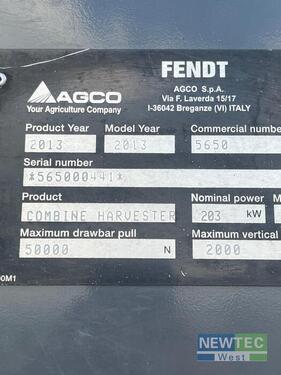 FENDT
AGCO
Your Agriculture Company
AGCO S.p.A.
Via F. Laverda 15/17
I-36042 Breganze (VI) ITALY
Product Year Model Year Commercial number
2013 2013 5650
Serial number
*565000441*
Product Nominal power
COMBINE HARVESTER 203 kW
Maximum drawbar pull Maximum vertical
50000 N 2000
0M1
NEWTEC
West